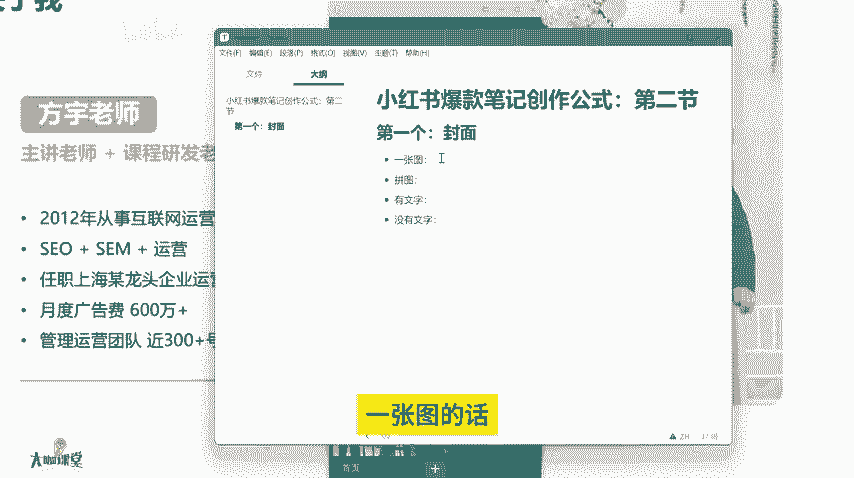 方宇老师
主讲老师 + 课程研发老
2012年从事互联网运营
SEO + SEM + 运营
任职上海某龙头企业运营
月度广告费 600万+
管理运营团队 近300+号
大咖课堂
文件(F) 编辑(E) 段落(P) 格式(O) 视图(V) 主题(T) 帮助(H)
文件 大纲
小红书爆款笔记创作公式：第二
节
第一个：封面
小红书爆款笔记创作公式：第二节
第一个：封面
一张图：
拼图：
有文字：
没有文字：
一张图的话
ZH
首页